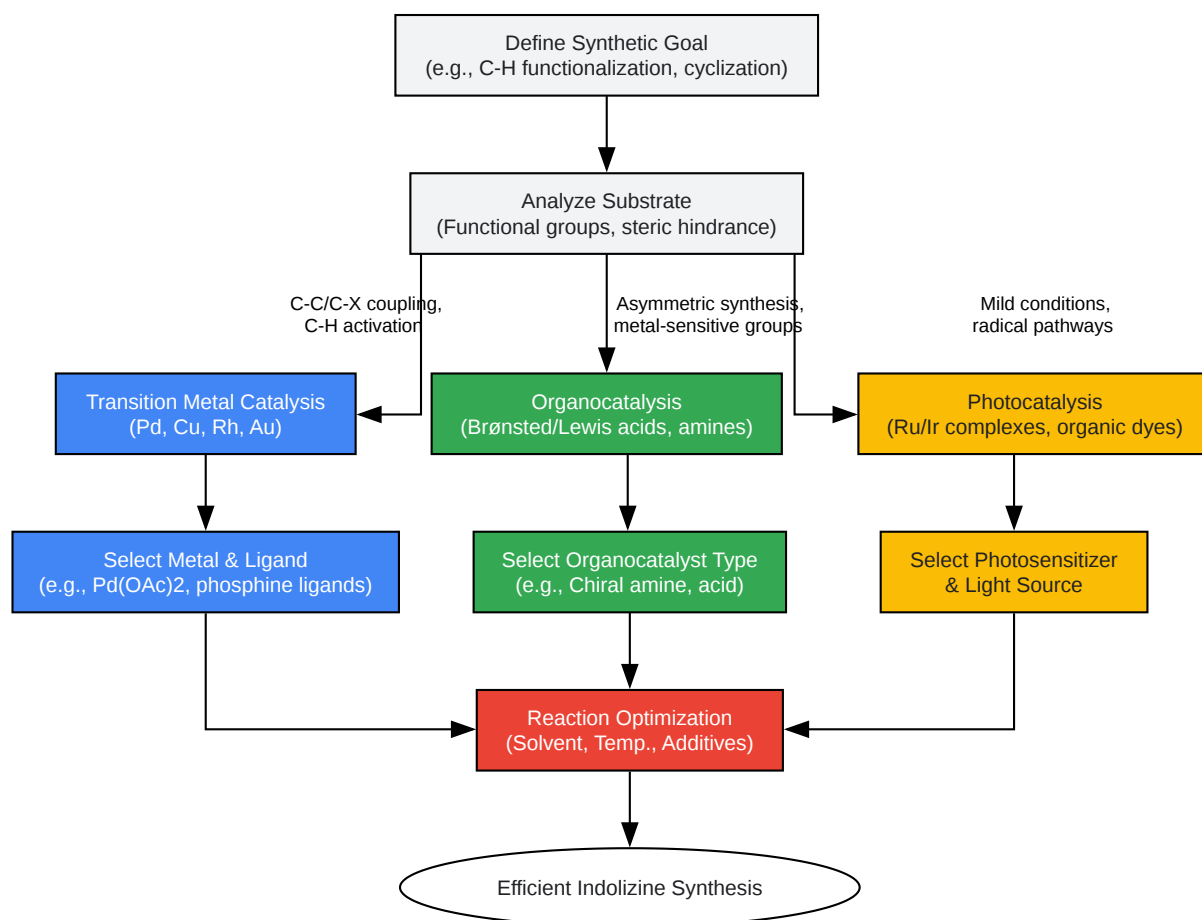 Define Synthetic Goal
(e.g., C-H functionalization, cyclization)
Analyze Substrate
(Functional groups, steric hindrance)
C-C/C-X coupling,
C-H activation
Asymmetric synthesis,
metal-sensitive groups
Mild conditions,
radical pathways
Transition Metal Catalysis
(Pd, Cu, Rh, Au)
Organocatalysis
(Brønsted/Lewis acids, amines)
Photocatalysis
(Ru/Ir complexes, organic dyes)
Select Metal & Ligand
(e.g., Pd(OAc)2, phosphine ligands)
Select Organocatalyst Type
(e.g., Chiral amine, acid)
Select Photosensitizer
& Light Source
Reaction Optimization
(Solvent, Temp., Additives)
Efficient Indolizine Synthesis